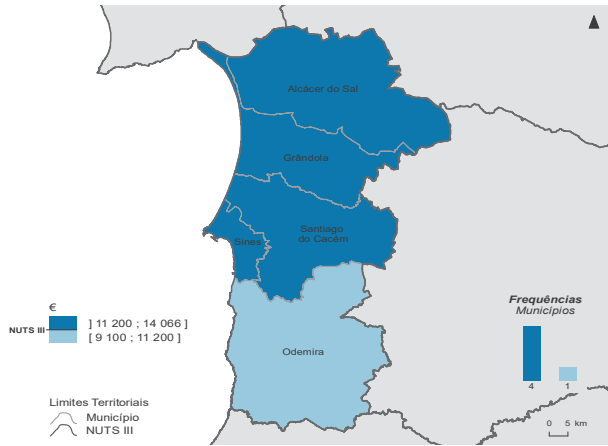 Alcácer do Sal
Grândola
Santiago
do Cacém
Sines
Odemira
€
NUTS III
] 11 200 ; 14 066 ]
[ 9 100 ; 11 200 ]
Limites Territoriais
Município
NUTS III
Frequências
Municípios
4 1
0 5 km